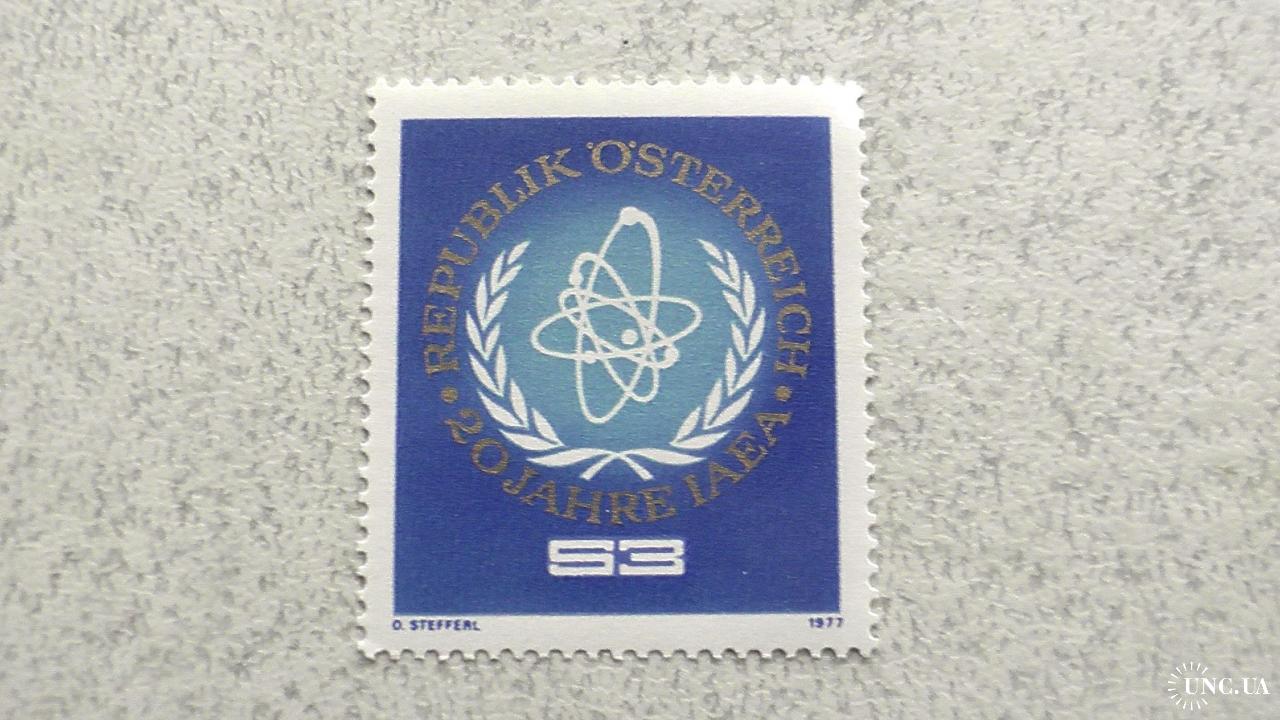 REPUBLIK ÖSTERREICH
• 20 JAHRE IAEA •
S3
O. STEFFERL
1977
UNC.UA